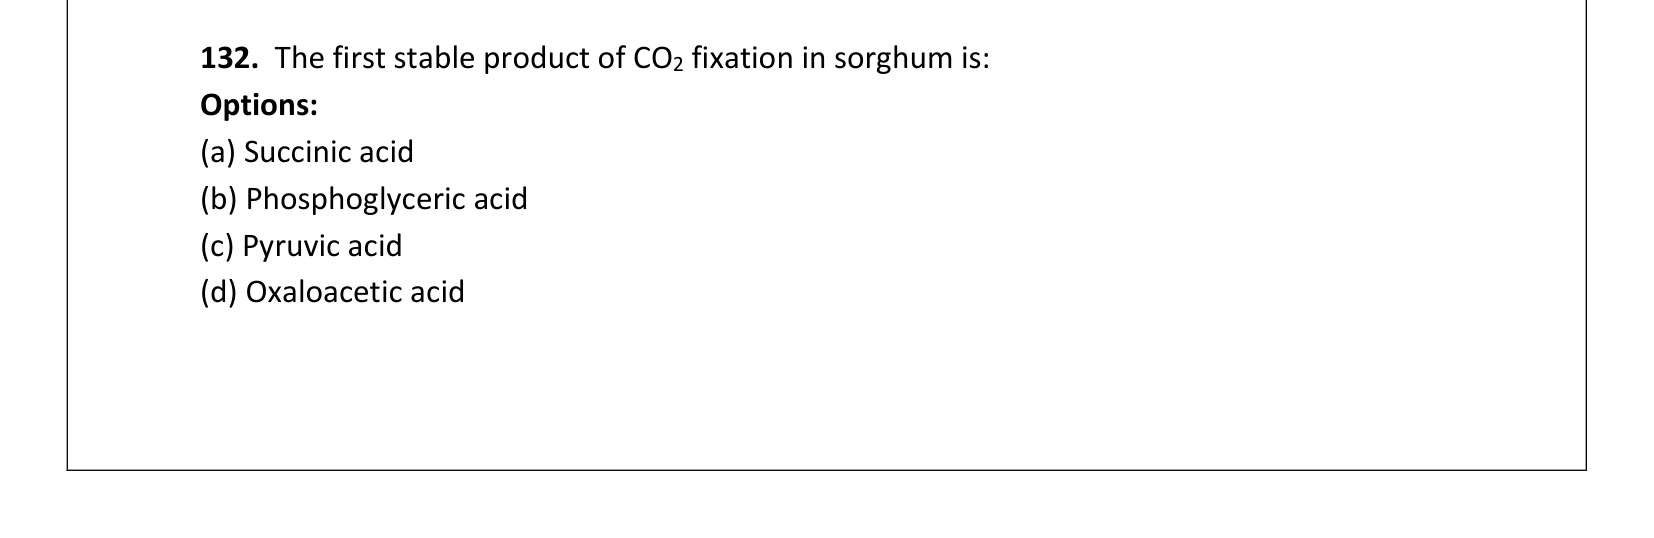 132. The first stable product of CO₂ fixation in sorghum is:
Options:
(a) Succinic acid
(b) Phosphoglyceric acid
(c) Pyruvic acid
(d) Oxaloacetic acid